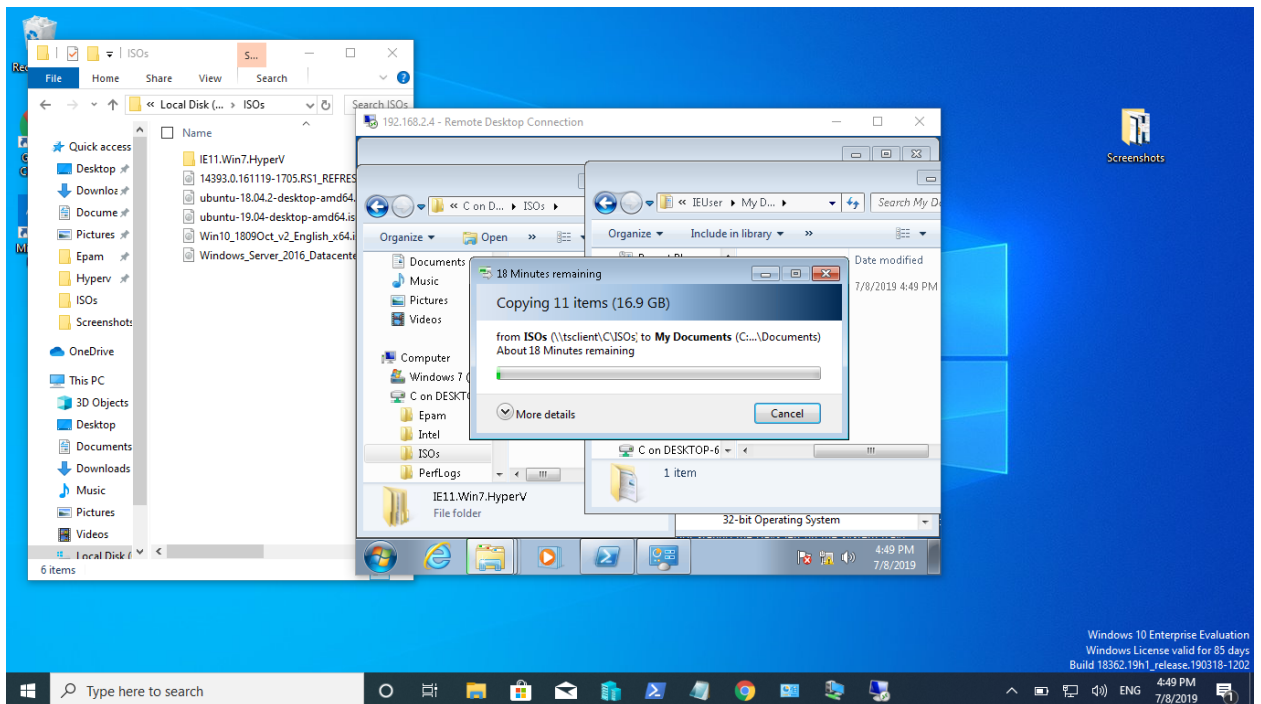 ISOs
S...
File Home Share View Search
« Local Disk (... › ISOs
Search ISOs
Name
Quick access
Desktop
Downloa
Docume
Pictures
Epam
Hyperv
ISOs
Screenshots
OneDrive
This PC
3D Objects
Desktop
Documents
Downloads
Music
Pictures
Videos
Local Disk (
6 items
IE11.Win7.HyperV
14393.0.161119-1705.RS1_REFRES
ubuntu-18.04.2-desktop-amd64.
ubuntu-19.04-desktop-amd64.is
Win10_1809Oct_v2_English_x64.i
Windows_Server_2016_Datacente
192.168.2.4 - Remote Desktop Connection
« C on D... ▸ ISOs ▸
Organize Open »
Documents
Music
Pictures
Videos
Computer
Windows 7 (
C on DESKT
Epam
Intel
ISOs
PerfLogs
IE11.Win7.HyperV
File folder
« IEUser ▸ My D... ▸
Search My Do
Organize Include in library »
Date modified
7/8/2019 4:49 PM
18 Minutes remaining
Copying 11 items (16.9 GB)
from ISOs (\\tsclient\C\ISOs) to My Documents (C:...\Documents)
About 18 Minutes remaining
More details
Cancel
C on DESKTOP-6
1 item
32-bit Operating System
4:49 PM
7/8/2019
Screenshots
Windows 10 Enterprise Evaluation
Windows License valid for 85 days
Build 18362.19h1_release.190318-1202
Type here to search
ENG
4:49 PM
7/8/2019